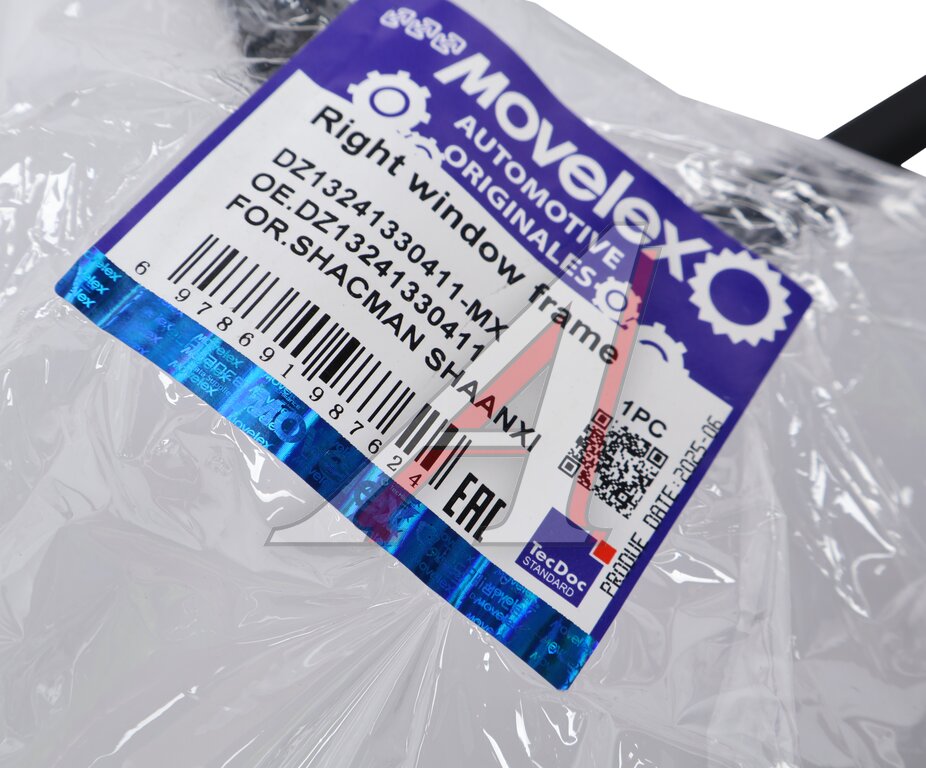 Movelex
AUTOMOTIVE
ORIGINALES
Right window frame
DZ13241330411-MX
OE.DZ13241330411
FOR.SHACMAN SHAANXI
6 978691 987624
EAC
1PC
TecDoc
STANDARD
PRODUE DATE:2025-06